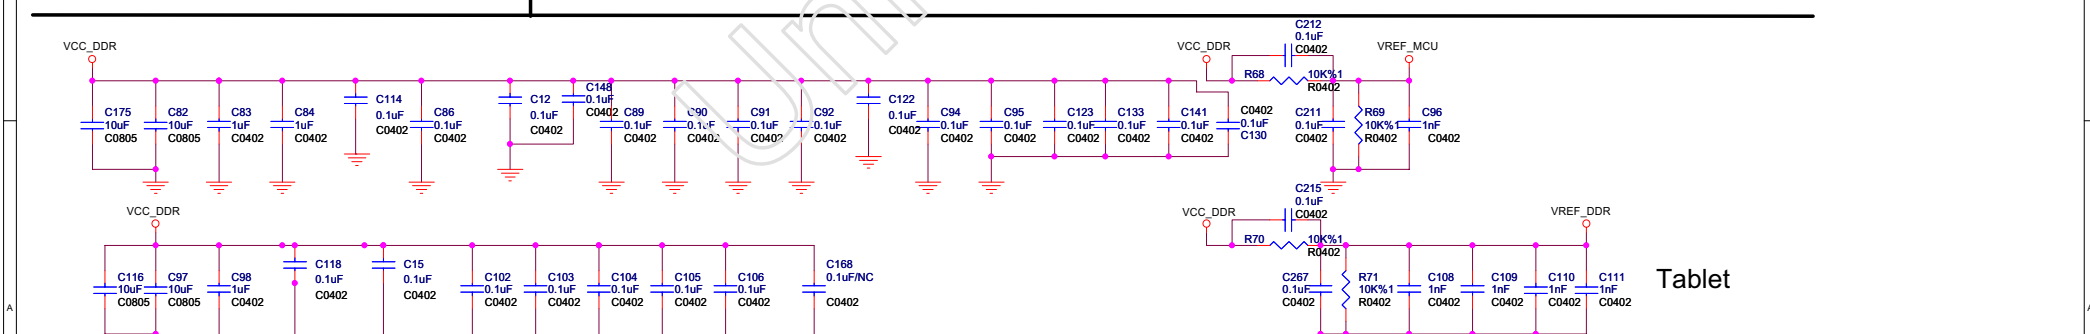 VCC_DDR
C175
10uF
C0805
C82
10uF
C0805
C83
1uF
C0402
C84
1uF
C0402
C114
0.1uF
C0402
C86
0.1uF
C0402
C12
0.1uF
C0402
C148
0.1uF
C0402
C89
0.1uF
C0402
C90
0.1uF
C0402
C91
0.1uF
C0402
C92
0.1uF
C0402
C122
0.1uF
C0402
C94
0.1uF
C0402
C95
0.1uF
C0402
C123
0.1uF
C0402
C133
0.1uF
C0402
C141
0.1uF
C0402
C0402
0.1uF
C130
VCC_DDR
C212
0.1uF
C0402
R68
10K%1
R0402
VREF_MCU
C211
0.1uF
C0402
R69
10K%1
R0402
C96
1nF
C0402
VCC_DDR
C116
10uF
C0805
C97
10uF
C0805
C98
1uF
C0402
C118
0.1uF
C0402
C15
0.1uF
C0402
C102
0.1uF
C0402
C103
0.1uF
C0402
C104
0.1uF
C0402
C105
0.1uF
C0402
C106
0.1uF
C0402
C168
0.1uF/NC
C0402
VCC_DDR
C215
0.1uF
C0402
R70
10K%1
R0402
VREF_DDR
C267
0.1uF
C0402
R71
10K%1
R0402
C108
1nF
C0402
C109
1nF
C0402
C110
1nF
C0402
C111
1nF
C0402
Tablet
A